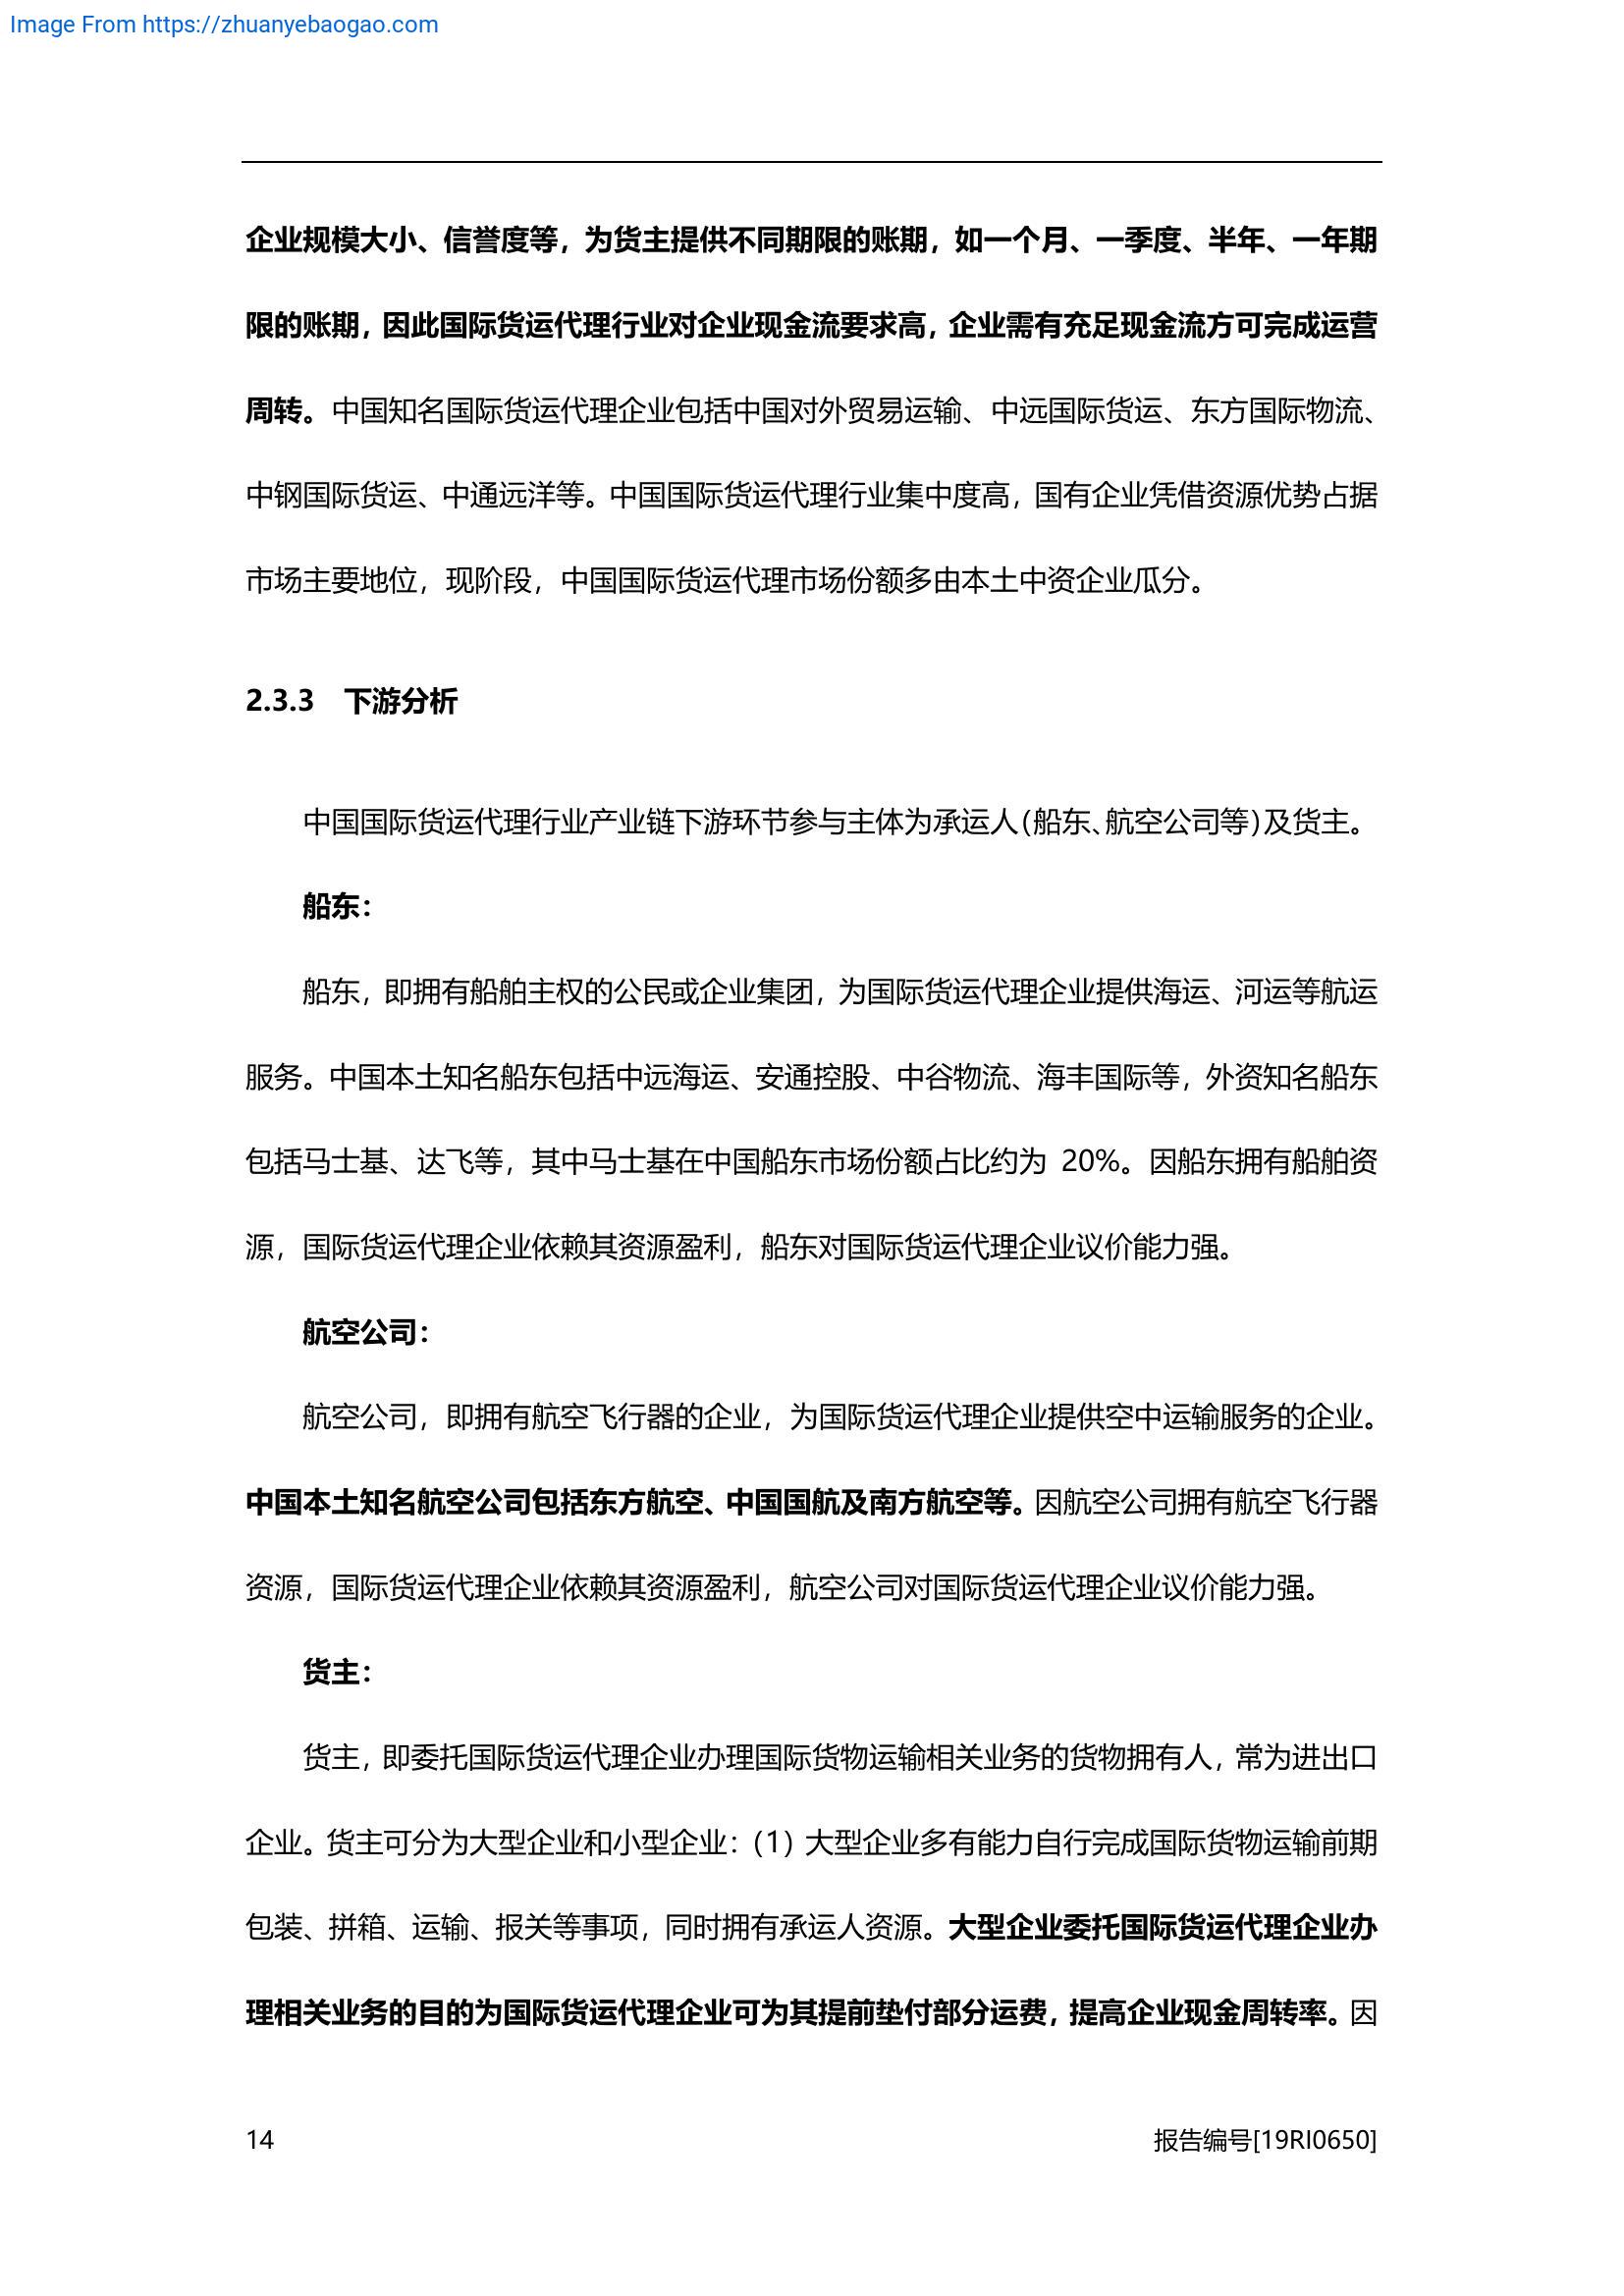 Image From https://zhuanyebaogao.com
企业规模大小、信誉度等，为货主提供不同期限的账期，如一个月、一季度、半年、一年期
限的账期，因此国际货运代理行业对企业现金流要求高，企业需有充足现金流方可完成运营
周转。中国知名国际货运代理企业包括中国对外贸易运输、中远国际货运、东方国际物流、
中钢国际货运、中通远洋等。中国国际货运代理行业集中度高，国有企业凭借资源优势占据
市场主要地位，现阶段，中国国际货运代理市场份额多由本土中资企业瓜分。
2.3.3 下游分析
中国国际货运代理行业产业链下游环节参与主体为承运人（船东、航空公司等）及货主。
船东：
船东，即拥有船舶主权的公民或企业集团，为国际货运代理企业提供海运、河运等航运
服务。中国本土知名船东包括中远海运、安通控股、中谷物流、海丰国际等，外资知名船东
包括马士基、达飞等，其中马士基在中国船东市场份额占比约为 20%。因船东拥有船舶资
源，国际货运代理企业依赖其资源盈利，船东对国际货运代理企业议价能力强。
航空公司：
航空公司，即拥有航空飞行器的企业，为国际货运代理企业提供空中运输服务的企业。
中国本土知名航空公司包括东方航空、中国国航及南方航空等。因航空公司拥有航空飞行器
资源，国际货运代理企业依赖其资源盈利，航空公司对国际货运代理企业议价能力强。
货主：
货主，即委托国际货运代理企业办理国际货物运输相关业务的货物拥有人，常为进出口
企业。货主可分为大型企业和小型企业：（1）大型企业多有能力自行完成国际货物运输前期
包装、拼箱、运输、报关等事项，同时拥有承运人资源。大型企业委托国际货运代理企业办
理相关业务的目的为国际货运代理企业可为其提前垫付部分运费，提高企业现金周转率。因
14 报告编号[19RI0650]